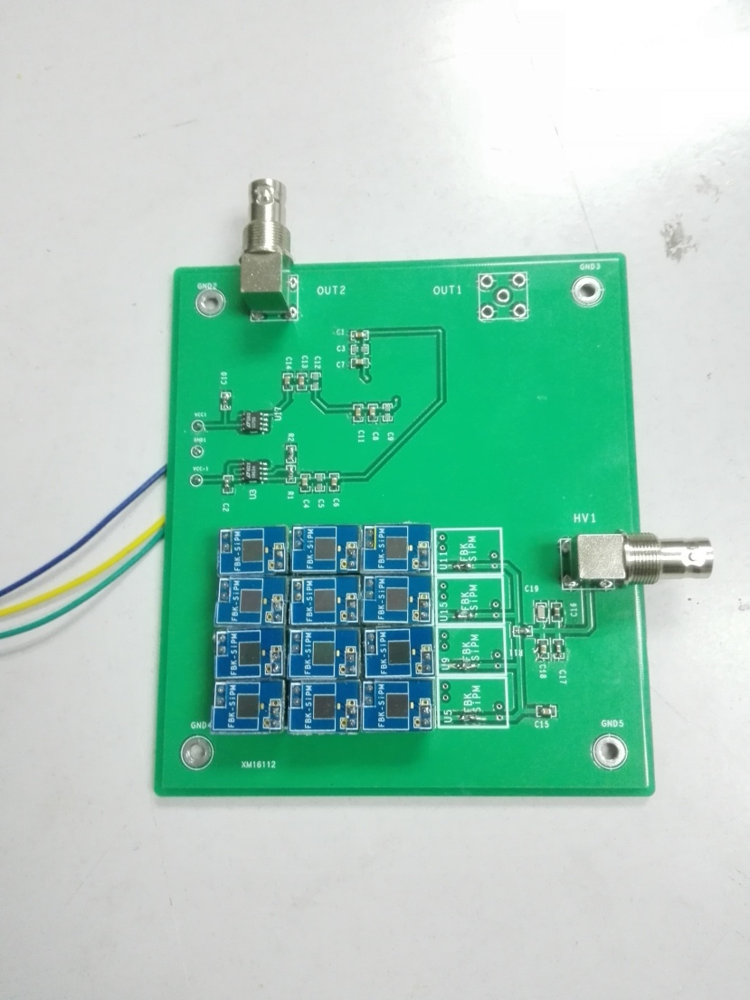 GND2
OUT2
OUT1
GND3
C1
C3
C7
C14
C13
C12
C10
U17
VCC1
GND1
C11
C8
C9
R2
VCC-1
C2
U3
R1
C4
C5
C6
HV1
FBK-SiPM
FBK-SiPM
FBK-SiPM
U11
FBK
SiPM
C19
C16
FBK-SiPM
FBK-SiPM
FBK-SiPM
U15
FBK
SiPM
R11
FBK-SiPM
FBK-SiPM
FBK-SiPM
U9
FBK
SiPM
C18
C17
FBK-SiPM
FBK-SiPM
FBK-SiPM
U5
FBK
SiPM
C15
GND4
GND5
XM16112